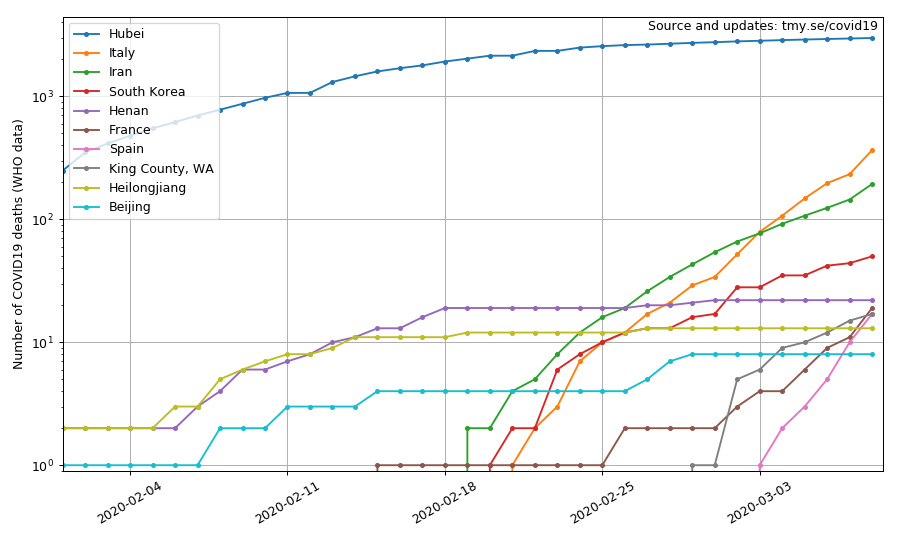 Source and updates: tmy.se/covid19
Hubei
Italy
Iran
South Korea
Henan
France
Spain
King County, WA
Heilongjiang
Beijing
Number of COVID19 deaths (WHO data)
10³
10²
10¹
10⁰
2020-02-04
2020-02-11
2020-02-18
2020-02-25
2020-03-03